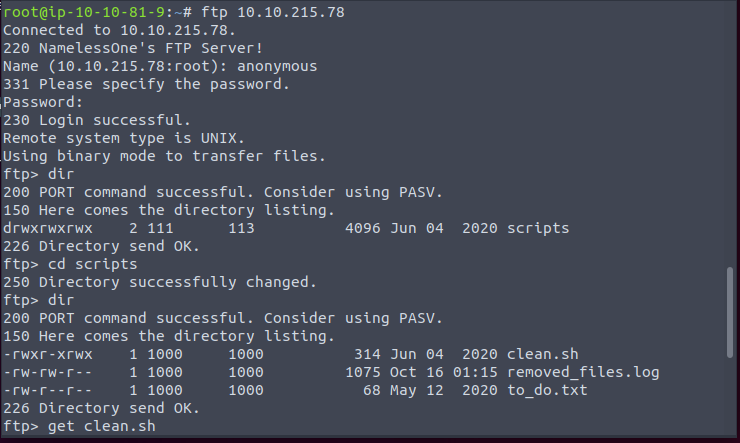 root@ip-10-10-81-9:~# ftp 10.10.215.78
Connected to 10.10.215.78.
220 NamelessOne's FTP Server!
Name (10.10.215.78:root): anonymous
331 Please specify the password.
Password:
230 Login successful.
Remote system type is UNIX.
Using binary mode to transfer files.
ftp> dir
200 PORT command successful. Consider using PASV.
150 Here comes the directory listing.
drwxrwxrwx    2 111      113          4096 Jun 04  2020 scripts
226 Directory send OK.
ftp> cd scripts
250 Directory successfully changed.
ftp> dir
200 PORT command successful. Consider using PASV.
150 Here comes the directory listing.
-rwxr-xrwx    1 1000     1000          314 Jun 04  2020 clean.sh
-rw-rw-r--    1 1000     1000         1075 Oct 16 01:15 removed_files.log
-rw-r--r--    1 1000     1000           68 May 12  2020 to_do.txt
226 Directory send OK.
ftp> get clean.sh